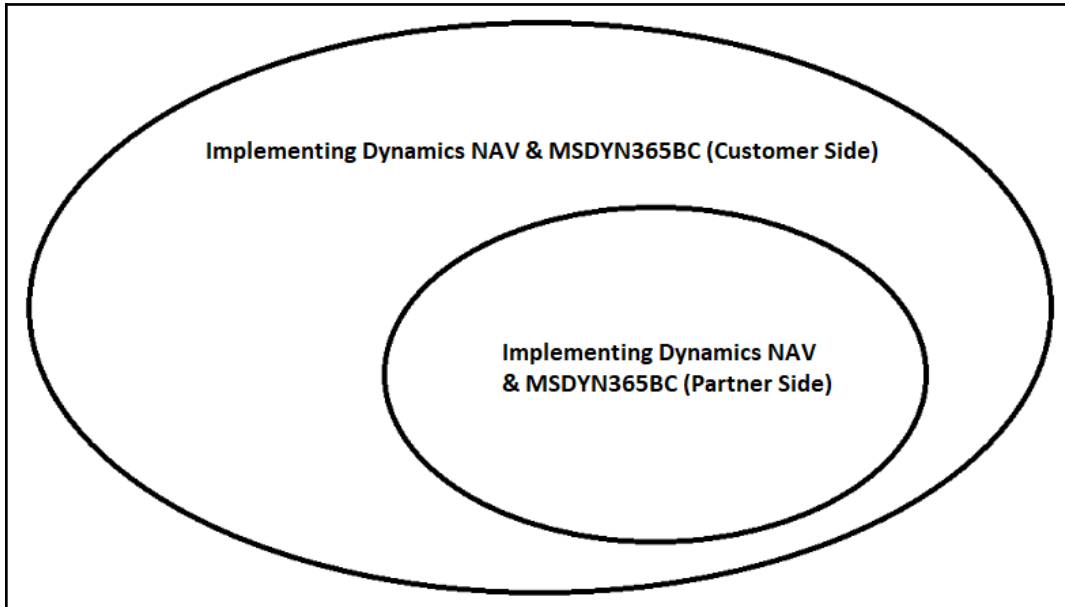 Implementing Dynamics NAV & MSDYN365BC (Customer Side)
Implementing Dynamics NAV
& MSDYN365BC (Partner Side)